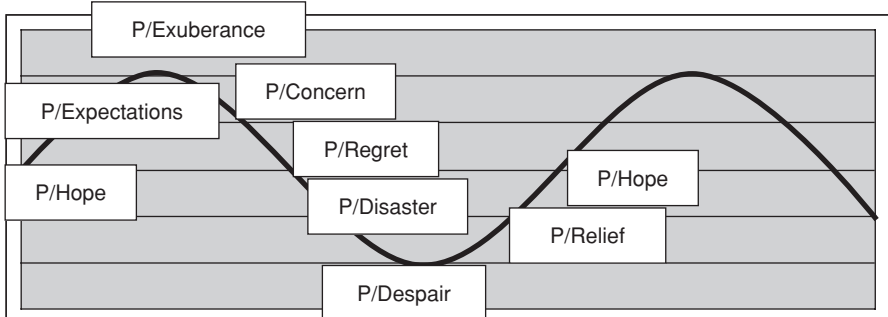 P/Exuberance
P/Concern
P/Expectations
P/Regret
P/Hope
P/Hope
P/Disaster
P/Relief
P/Despair